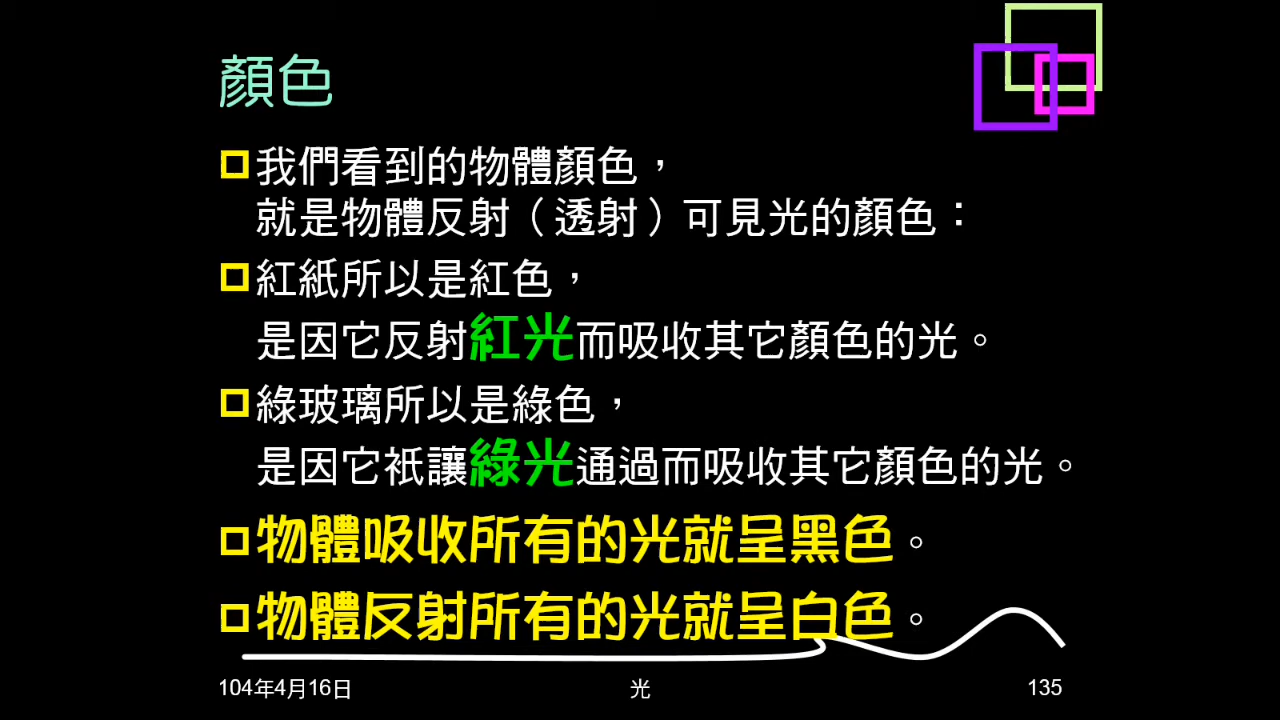 顏色
我們看到的物體顏色，
就是物體反射（透射）可見光的顏色：
紅紙所以是紅色，
是因它反射紅光而吸收其它顏色的光。
綠玻璃所以是綠色，
是因它衹讓綠光通過而吸收其它顏色的光。
物體吸收所有的光就呈黑色。
物體反射所有的光就呈白色。
104年4月16日
光
135